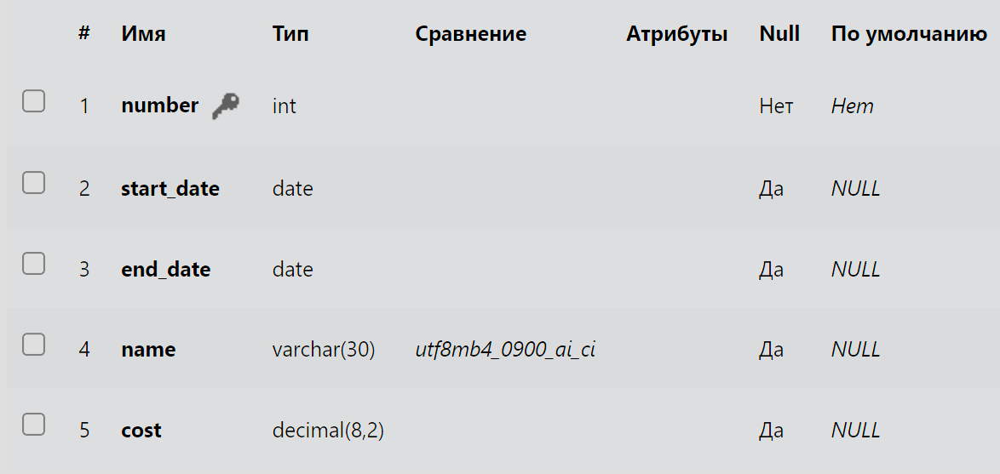 # Имя Тип Сравнение Атрибуты Null По умолчанию
1 number int Нет Нет
2 start_date date Да NULL
3 end_date date Да NULL
4 name varchar(30) utf8mb4_0900_ai_ci Да NULL
5 cost decimal(8,2) Да NULL